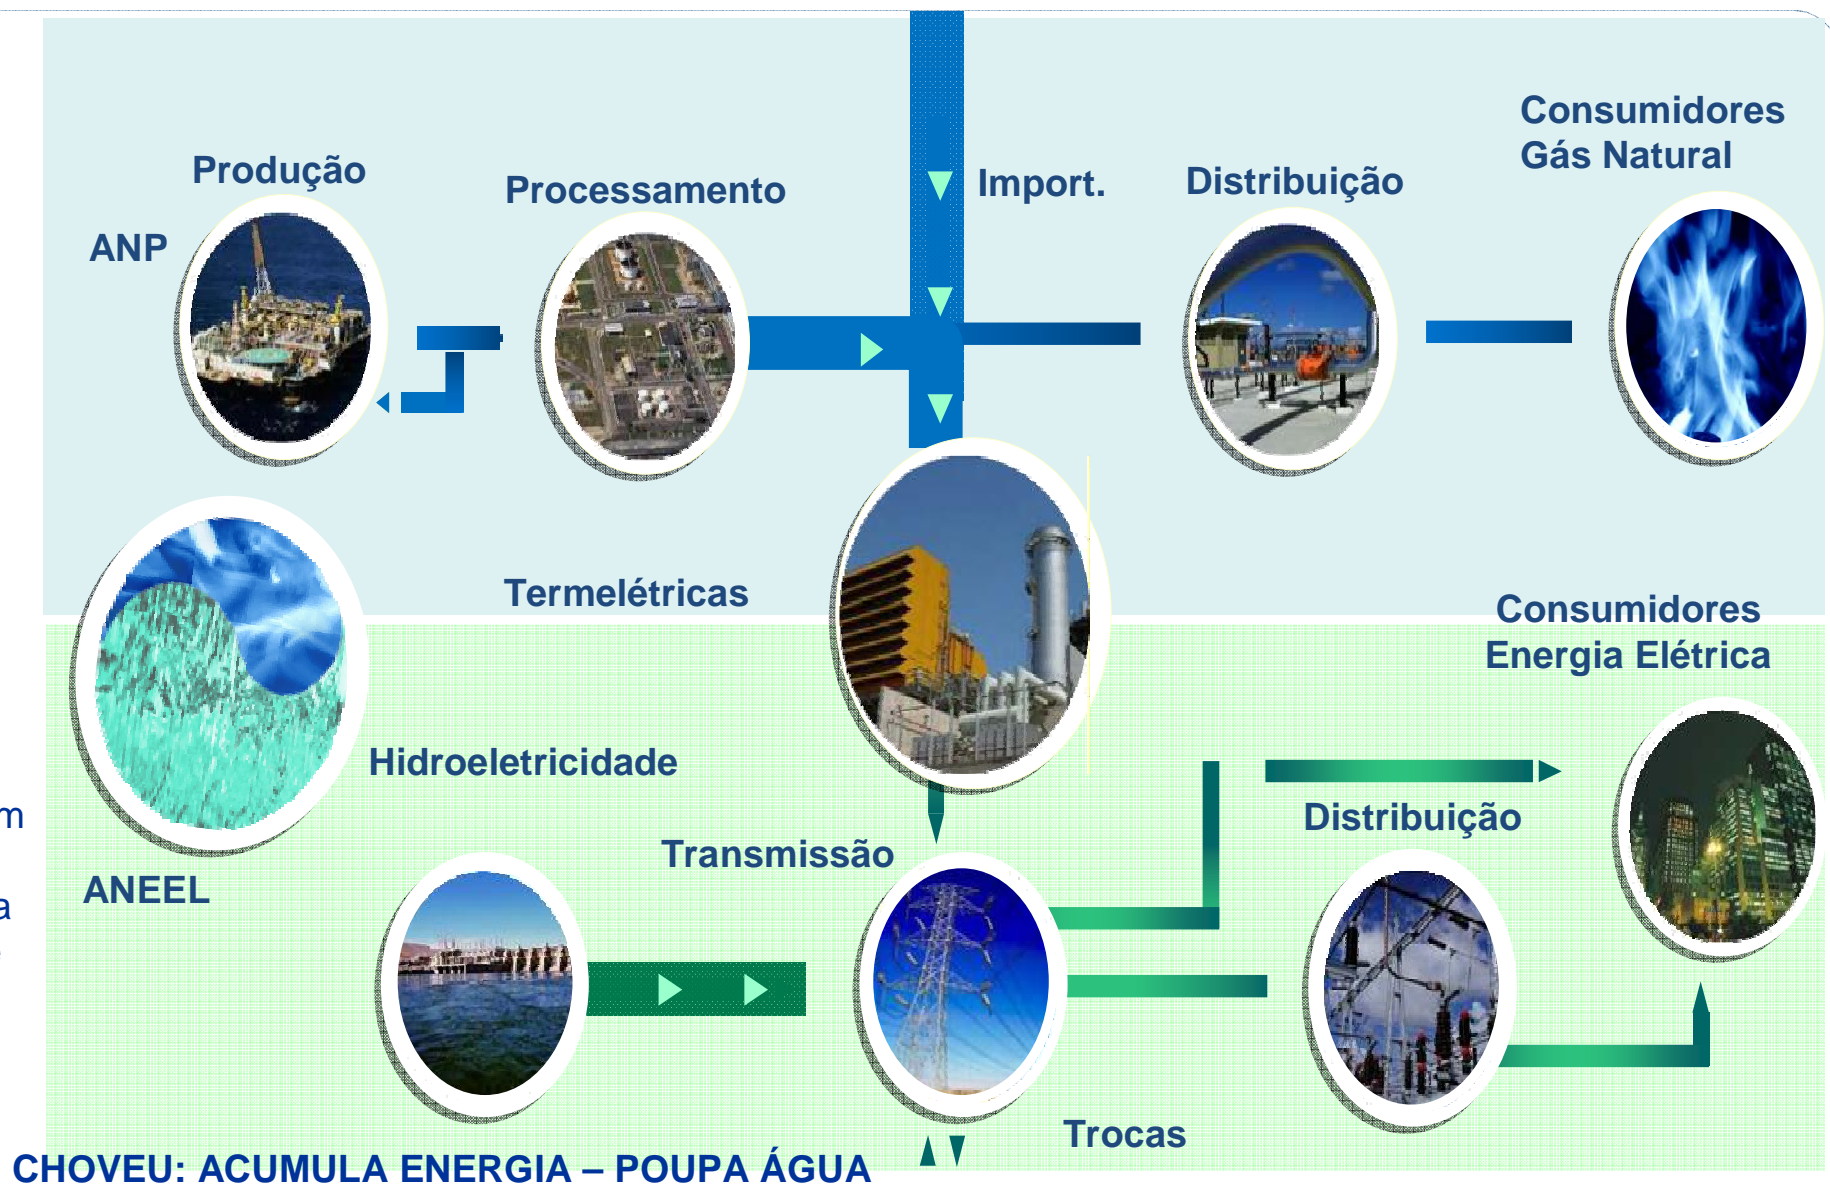 Consumidores
Gás Natural
Produção
Processamento
Import.
Distribuição
ANP
Termelétricas
Consumidores
Energia Elétrica
Hidroeletricidade
Distribuição
m
Transmissão
ANEEL
a
Trocas
CHOVEU: ACUMULA ENERGIA – POUPA ÁGUA